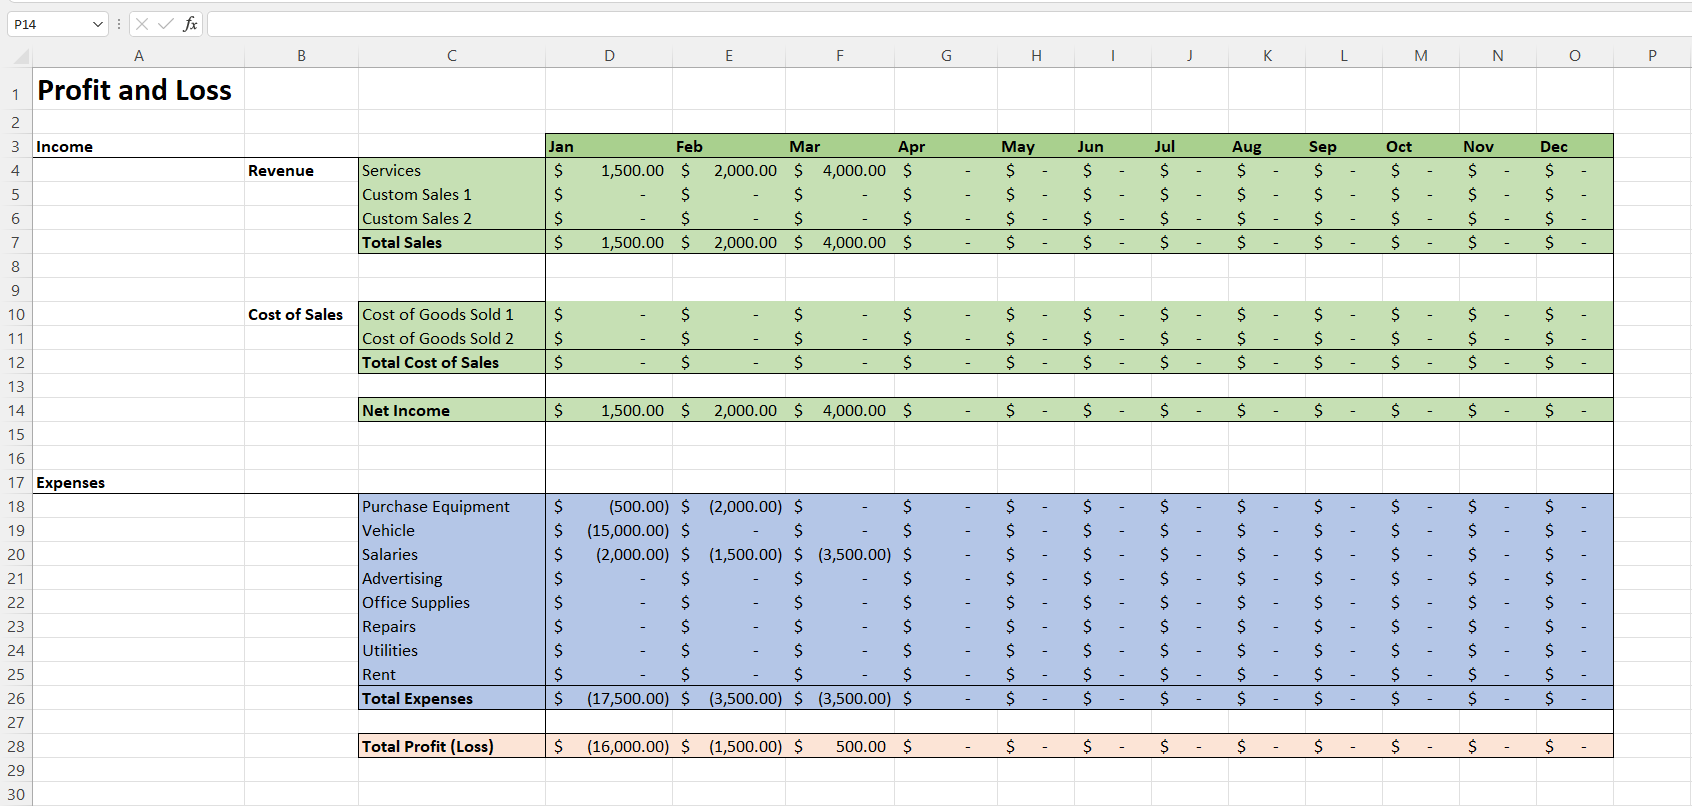 P14 fx
A B C D E F G H I J K L M N O P
1 Profit and Loss
2
3 Income Jan Feb Mar Apr May Jun Jul Aug Sep Oct Nov Dec
4 Revenue Services $ 1,500.00 $ 2,000.00 $ 4,000.00 $ - $ - $ - $ - $ - $ - $ - $ - $ -
5 Custom Sales 1 $ - $ - $ - $ - $ - $ - $ - $ - $ - $ - $ - $ -
6 Custom Sales 2 $ - $ - $ - $ - $ - $ - $ - $ - $ - $ - $ - $ -
7 Total Sales $ 1,500.00 $ 2,000.00 $ 4,000.00 $ - $ - $ - $ - $ - $ - $ - $ - $ -
8
9
10 Cost of Sales Cost of Goods Sold 1 $ - $ - $ - $ - $ - $ - $ - $ - $ - $ - $ - $ -
11 Cost of Goods Sold 2 $ - $ - $ - $ - $ - $ - $ - $ - $ - $ - $ - $ -
12 Total Cost of Sales $ - $ - $ - $ - $ - $ - $ - $ - $ - $ - $ - $ -
13
14 Net Income $ 1,500.00 $ 2,000.00 $ 4,000.00 $ - $ - $ - $ - $ - $ - $ - $ - $ -
15
16
17 Expenses
18 Purchase Equipment $ (500.00) $ (2,000.00) $ - $ - $ - $ - $ - $ - $ - $ - $ - $ -
19 Vehicle $ (15,000.00) $ - $ - $ - $ - $ - $ - $ - $ - $ - $ - $ -
20 Salaries $ (2,000.00) $ (1,500.00) $ (3,500.00) $ - $ - $ - $ - $ - $ - $ - $ - $ -
21 Advertising $ - $ - $ - $ - $ - $ - $ - $ - $ - $ - $ - $ -
22 Office Supplies $ - $ - $ - $ - $ - $ - $ - $ - $ - $ - $ - $ -
23 Repairs $ - $ - $ - $ - $ - $ - $ - $ - $ - $ - $ - $ -
24 Utilities $ - $ - $ - $ - $ - $ - $ - $ - $ - $ - $ - $ -
25 Rent $ - $ - $ - $ - $ - $ - $ - $ - $ - $ - $ - $ -
26 Total Expenses $ (17,500.00) $ (3,500.00) $ (3,500.00) $ - $ - $ - $ - $ - $ - $ - $ - $ -
27
28 Total Profit (Loss) $ (16,000.00) $ (1,500.00) $ 500.00 $ - $ - $ - $ - $ - $ - $ - $ - $ -
29
30